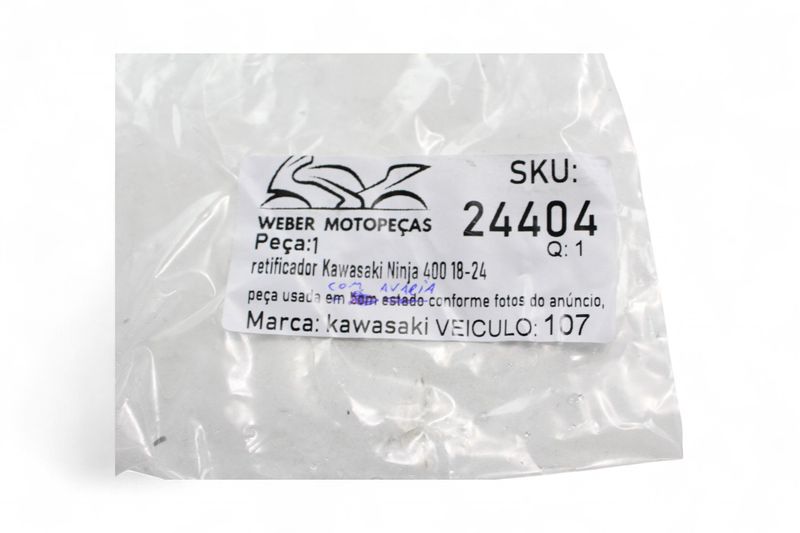 SKU:
24404
Q: 1
WEBER MOTOPEÇAS
Peça:1
retificador Kawasaki Ninja 400 18-24
COM AVARIA
peça usada em bom estado conforme fotos do anúncio,
Marca: kawasaki VEICULO: 107